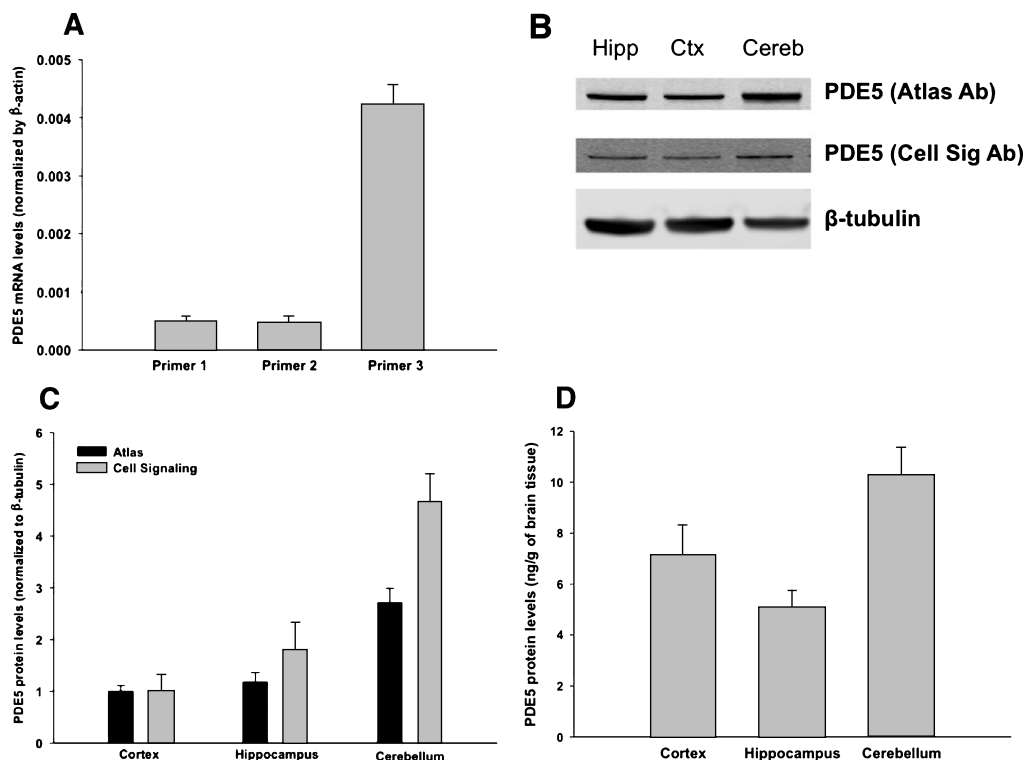 A
PDE5 mRNA levels (normalized by β-actin)
0.005
0.004
0.003
0.002
0.001
0.000
Primer 1 Primer 2 Primer 3
B
Hipp Ctx Cereb
PDE5 (Atlas Ab)
PDE5 (Cell Sig Ab)
β-tubulin
C
PDE5 protein levels (normalized to β-tubulin)
6
5
4
3
2
1
0
Atlas
Cell Signaling
Cortex Hippocampus Cerebellum
D
PDE5 protein levels (ng/g of brain tissue)
12
10
8
6
4
2
0
Cortex Hippocampus Cerebellum